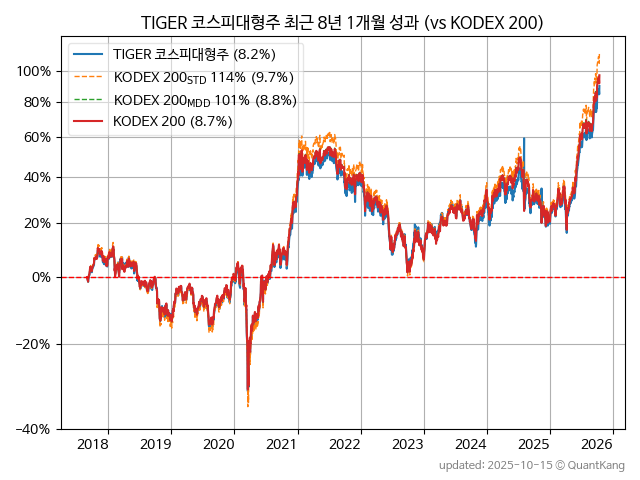 TIGER 코스피대형주 최근 8년 1개월 성과 (vs KODEX 200)
TIGER 코스피대형주 (8.2%)
KODEX 200STD 114% (9.7%)
KODEX 200MDD 101% (8.8%)
KODEX 200 (8.7%)
100%
80%
60%
40%
20%
0%
−20%
−40%
2018 2019 2020 2021 2022 2023 2024 2025 2026
updated: 2025-10-15 © QuantKang